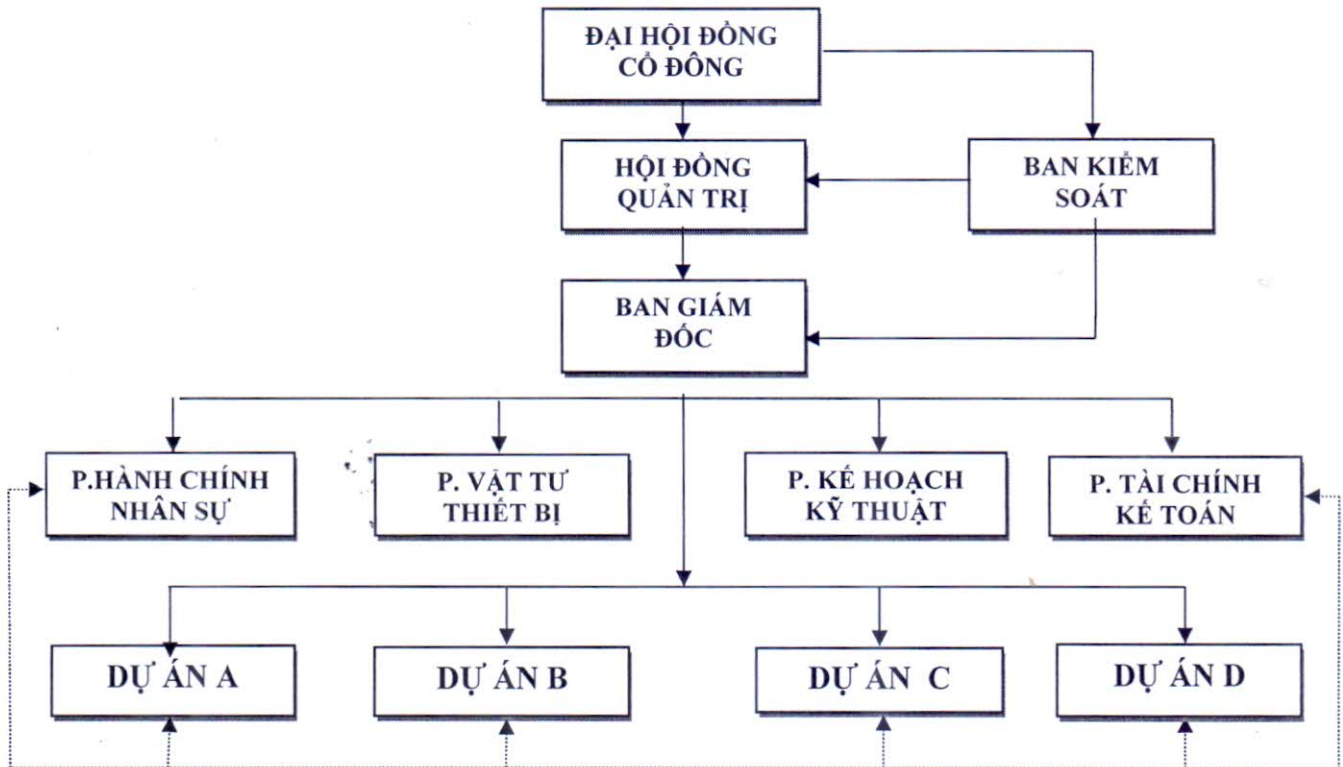 ĐẠI HỘI ĐỒNG
CỔ ĐÔNG
HỘI ĐỒNG
QUẢN TRỊ
BAN KIỂM
SOÁT
BAN GIÁM
ĐỐC
P.HÀNH CHÍNH
NHÂN SỰ
P. VẬT TƯ
THIẾT BỊ
P. KẾ HOẠCH
KỸ THUẬT
P. TÀI CHÍNH
KẾ TOÁN
DỰ ÁN A
DỰ ÁN B
DỰ ÁN C
DỰ ÁN D